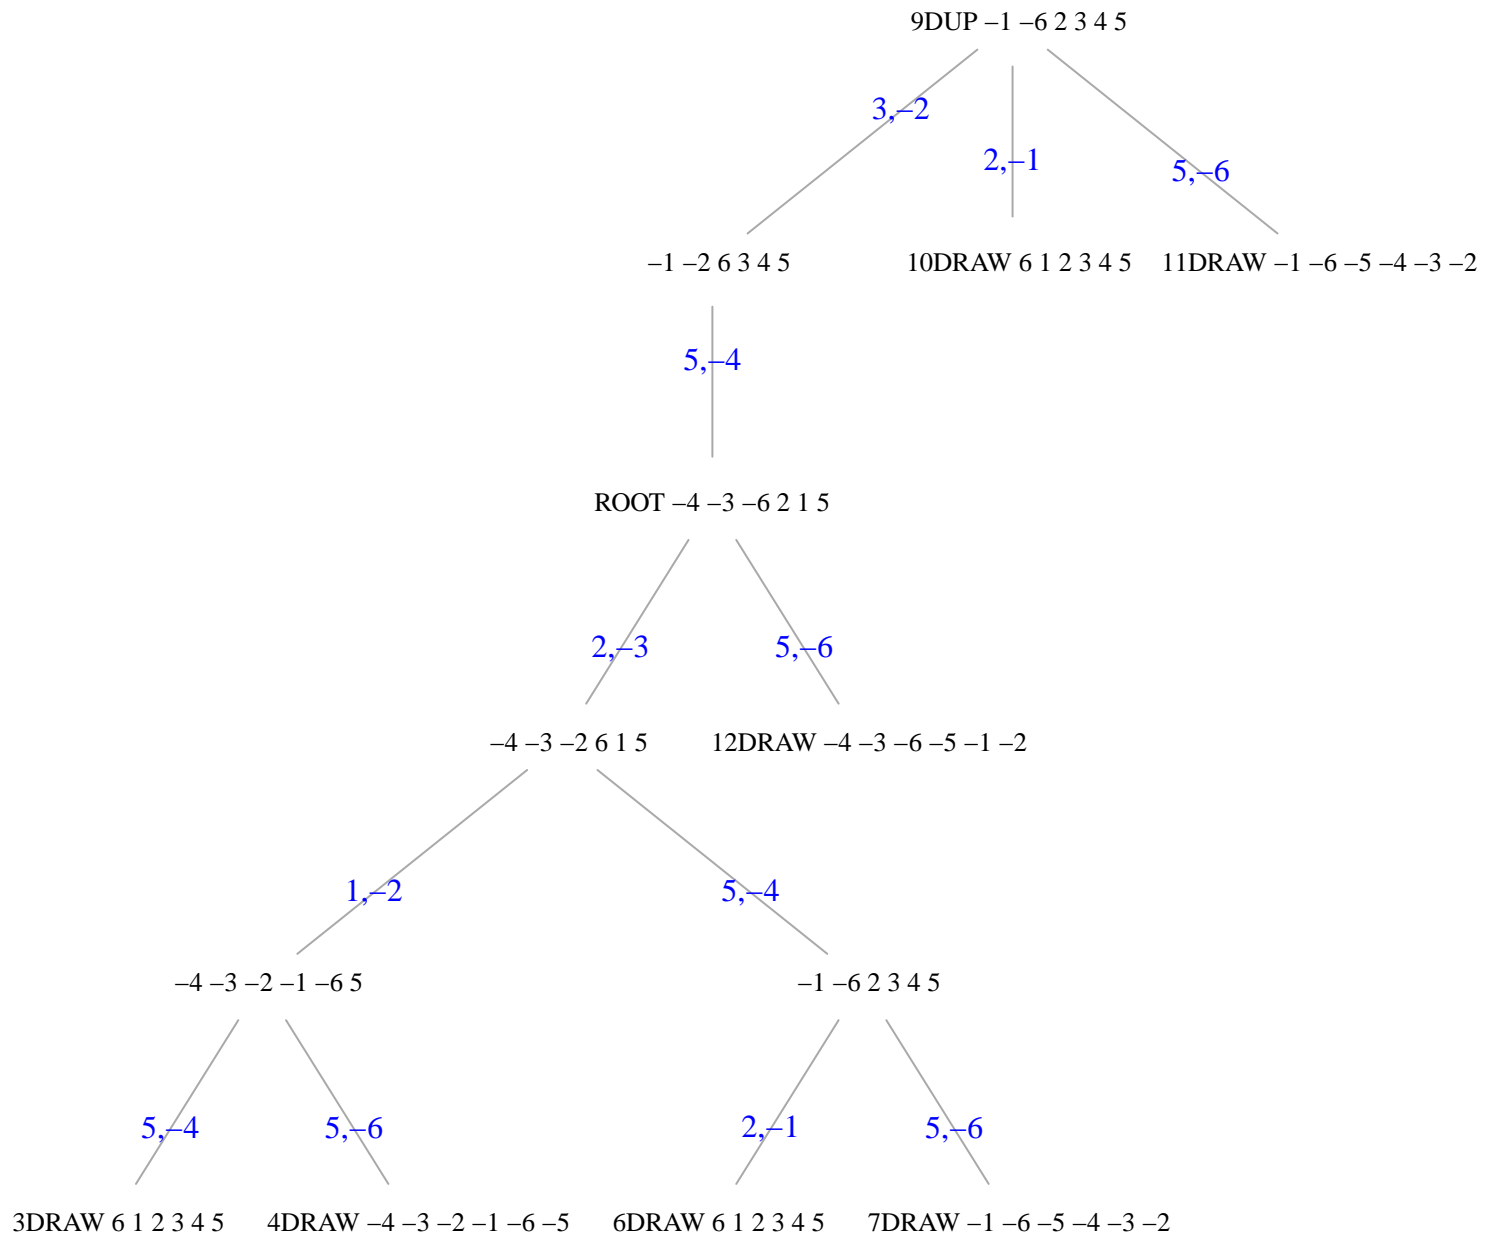 9DUP –1 –6 2 3 4 5
3,–2
2,–1
5,–6
–1 –2 6 3 4 5
10DRAW 6 1 2 3 4 5
11DRAW –1 –6 –5 –4 –3 –2
5,–4
ROOT –4 –3 –6 2 1 5
2,–3
5,–6
–4 –3 –2 6 1 5
12DRAW –4 –3 –6 –5 –1 –2
1,–2
5,–4
–4 –3 –2 –1 –6 5
–1 –6 2 3 4 5
5,–4
5,–6
2,–1
5,–6
3DRAW 6 1 2 3 4 5
4DRAW –4 –3 –2 –1 –6 –5
6DRAW 6 1 2 3 4 5
7DRAW –1 –6 –5 –4 –3 –2